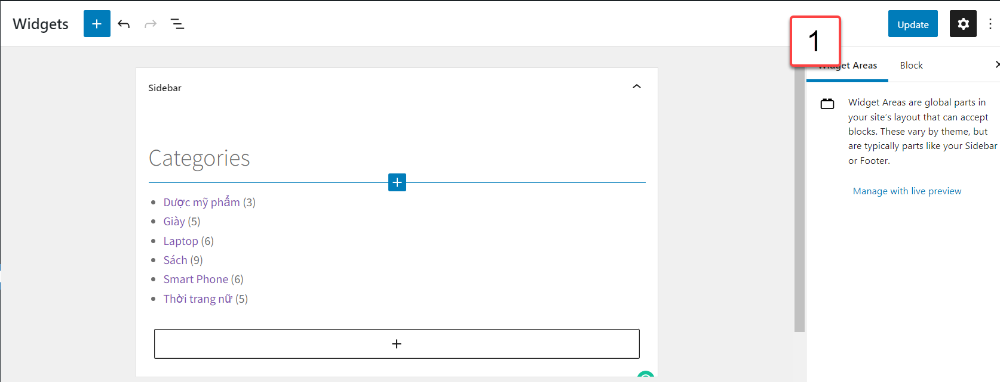 Widgets
Update
1
Widget Areas
Block
Sidebar
Widget Areas are global parts in
your site's layout that can accept
blocks. These vary by theme, but
are typically parts like your Sidebar
or Footer.
Manage with live preview
Categories
Dược mỹ phẩm (3)
Giày (5)
Laptop (6)
Sách (9)
Smart Phone (6)
Thời trang nữ (5)